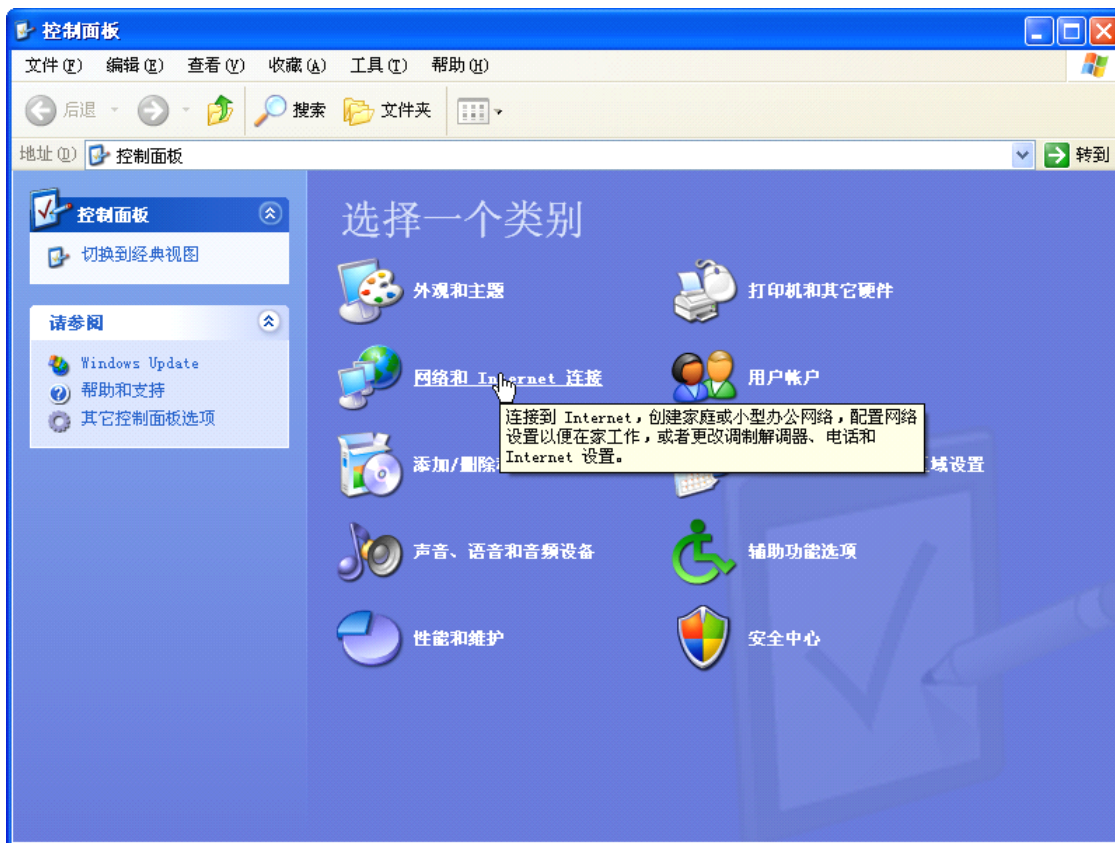 控制面板
文件(F) 编辑(E) 查看(V) 收藏(A) 工具(T) 帮助(H)
后退 搜索 文件夹
地址(D) 控制面板 转到
控制面板
切换到经典视图
请参阅
Windows Update
帮助和支持
其它控制面板选项
选择一个类别
外观和主题
打印机和其它硬件
网络和 Internet 连接
用户帐户
连接到 Internet，创建家庭或小型办公网络，配置网络
设置以便在家工作，或者更改调制解调器、电话和
Internet 设置。
添加/删除
域设置
声音、语音和音频设备
辅助功能选项
性能和维护
安全中心